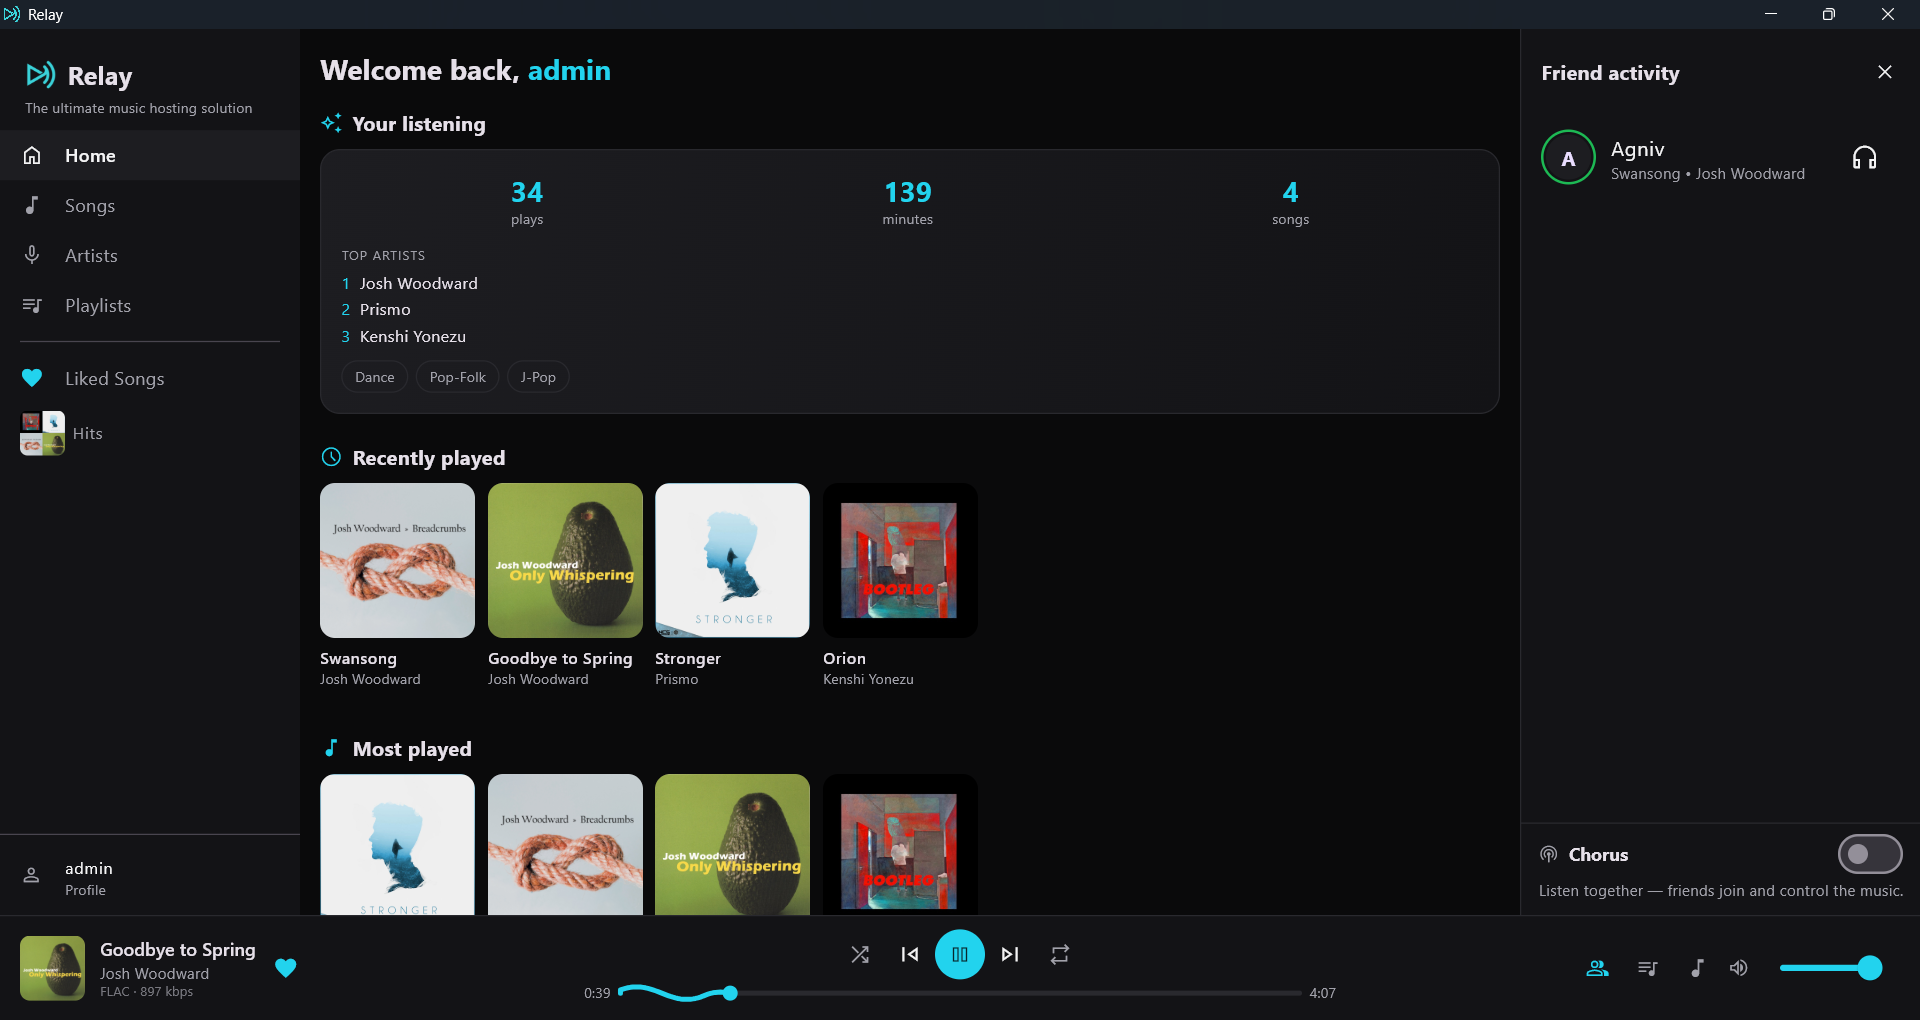 Relay
Relay
The ultimate music hosting solution
Home
Songs
Artists
Playlists
Liked Songs
Hits
admin
Profile
Welcome back, admin
Your listening
34
plays
139
minutes
4
songs
TOP ARTISTS
1 Josh Woodward
2 Prismo
3 Kenshi Yonezu
Dance
Pop-Folk
J-Pop
Recently played
Josh Woodward • Breadcrumbs
Josh Woodward
Only Whispering
STRONGER
BOOTLEG
Swansong
Josh Woodward
Goodbye to Spring
Josh Woodward
Stronger
Prismo
Orion
Kenshi Yonezu
Most played
STRONGER
Josh Woodward • Breadcrumbs
Josh Woodward
Only Whispering
BOOTLEG
Friend activity
A
Agniv
Swansong • Josh Woodward
Chorus
Listen together — friends join and control the music.
Josh Woodward
Only Whispering
Goodbye to Spring
Josh Woodward
FLAC · 897 kbps
0:39
4:07